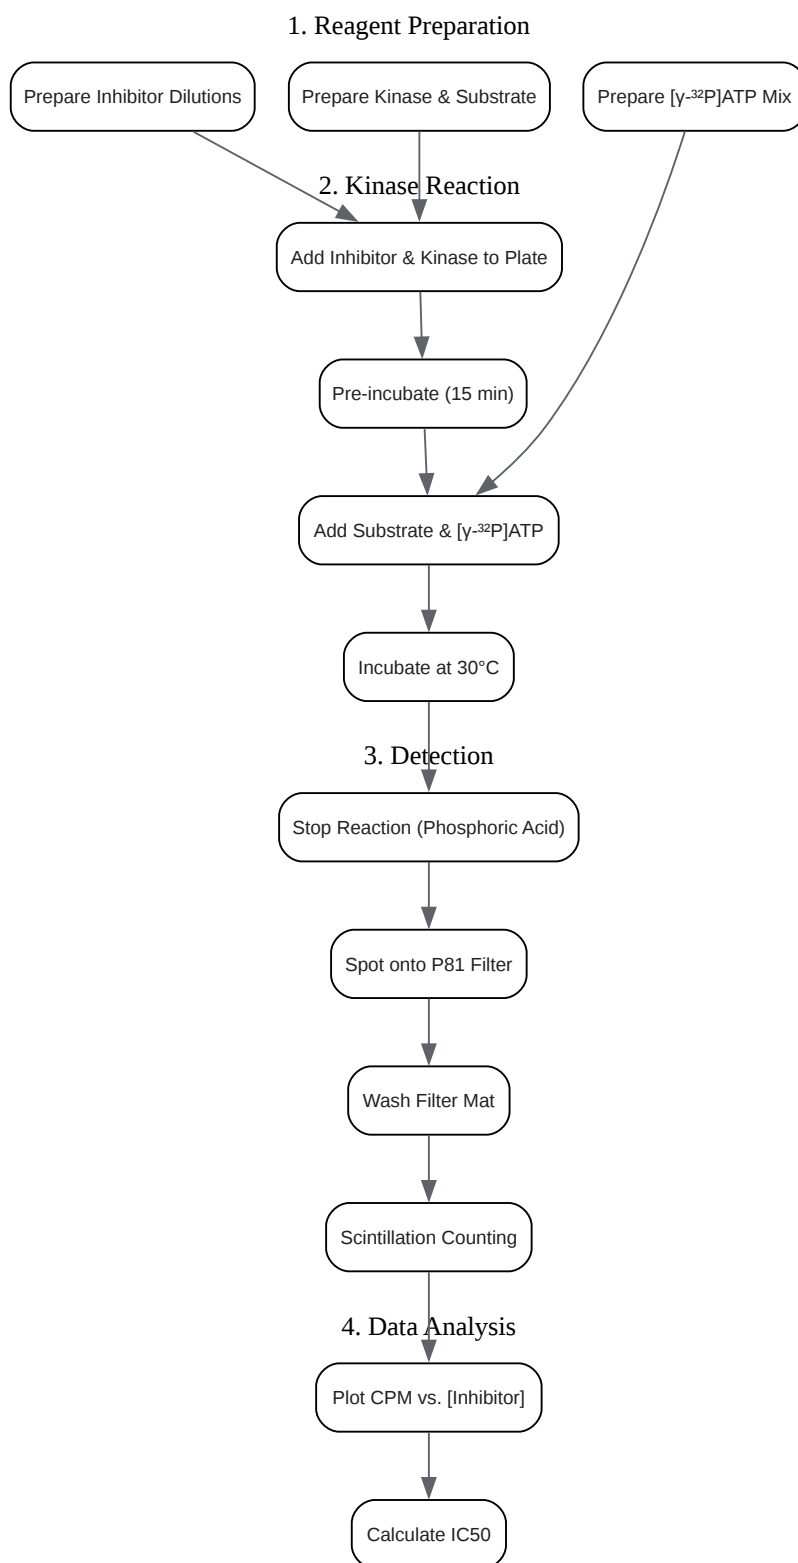 1. Reagent Preparation
Prepare Inhibitor Dilutions
Prepare Kinase & Substrate
Prepare [γ-³²P]ATP Mix
2. Kinase Reaction
Add Inhibitor & Kinase to Plate
Pre-incubate (15 min)
Add Substrate & [γ-³²P]ATP
Incubate at 30°C
3. Detection
Stop Reaction (Phosphoric Acid)
Spot onto P81 Filter
Wash Filter Mat
Scintillation Counting
4. Data Analysis
Plot CPM vs. [Inhibitor]
Calculate IC50